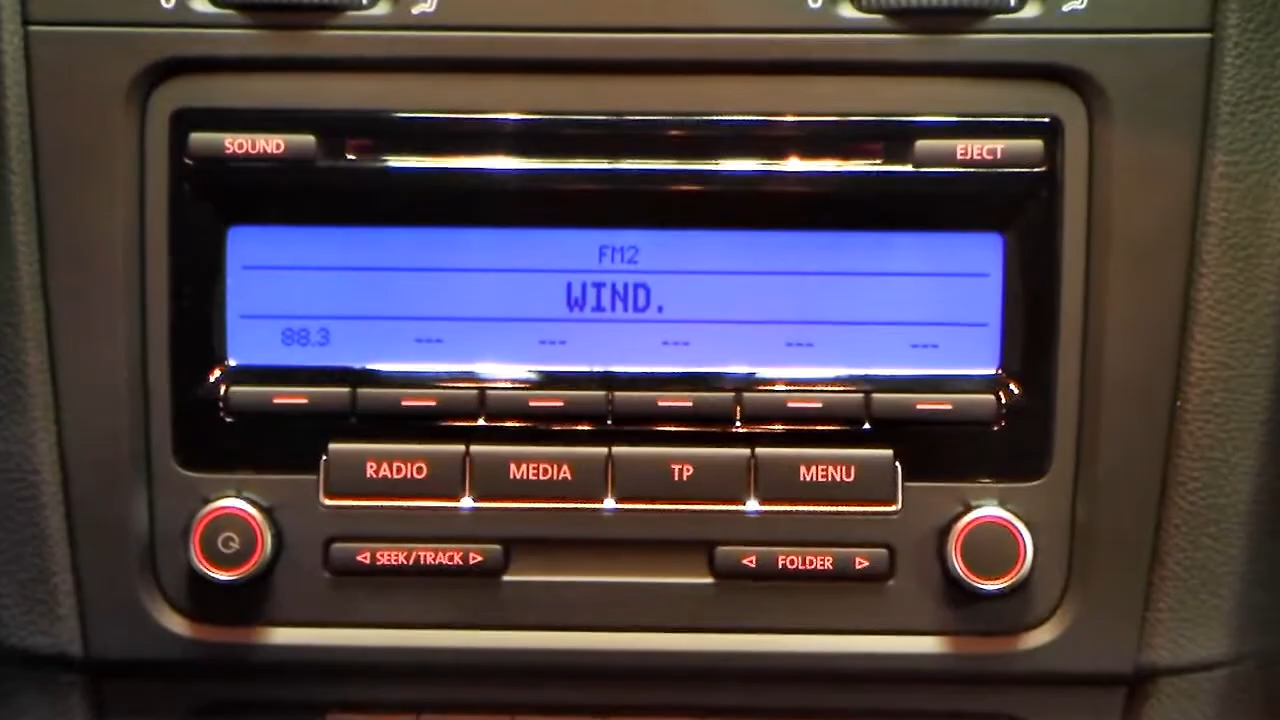 SOUND
EJECT
FM2
WIND.
88.3 --- --- --- --- ---
RADIO MEDIA TP MENU
SEEK/TRACK
FOLDER